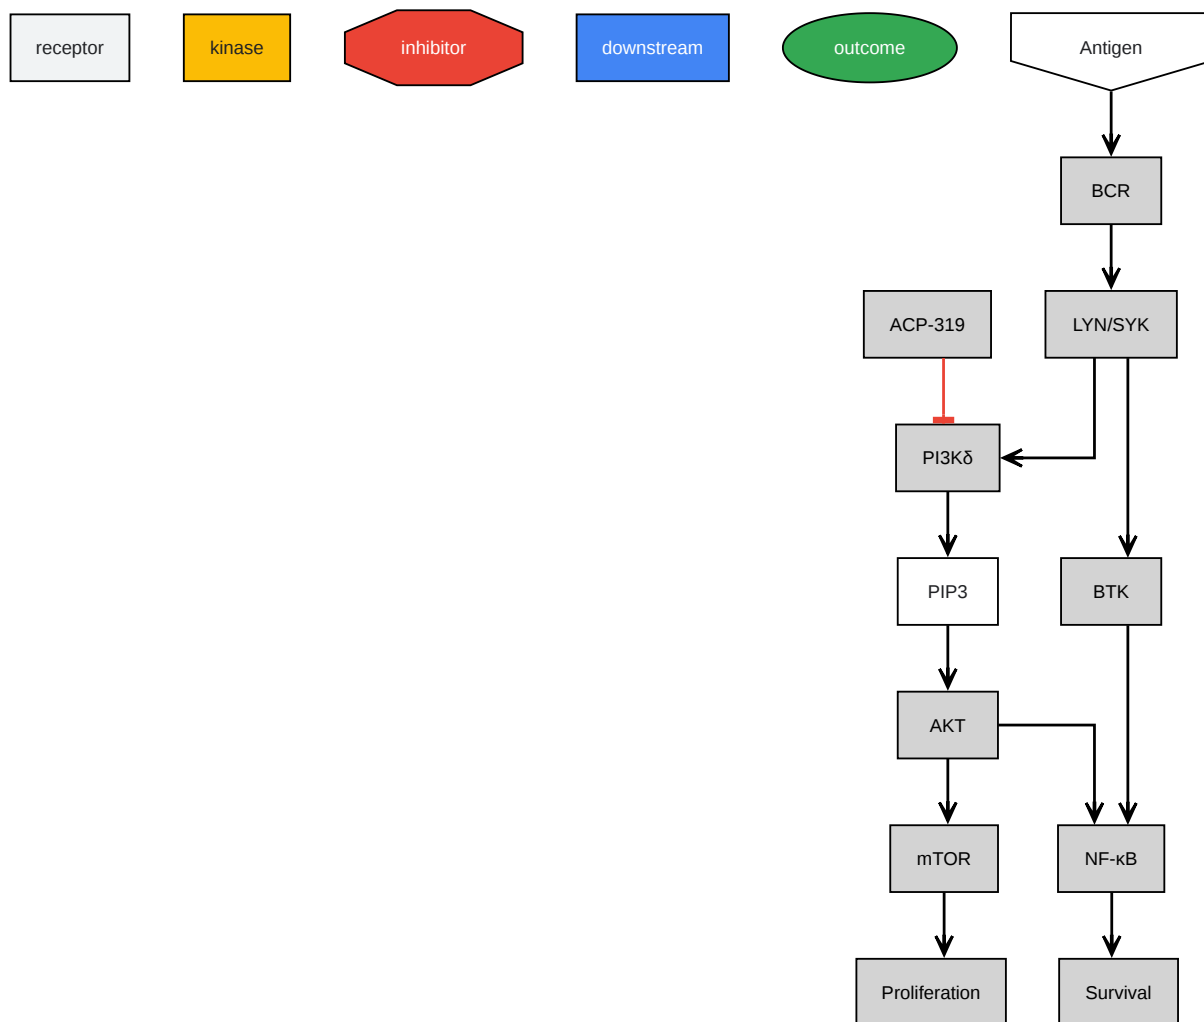 receptor
kinase
inhibitor
downstream
outcome
Antigen
BCR
ACP-319
LYN/SYK
PI3Kδ
PIP3
BTK
AKT
mTOR
NF-κB
Proliferation
Survival